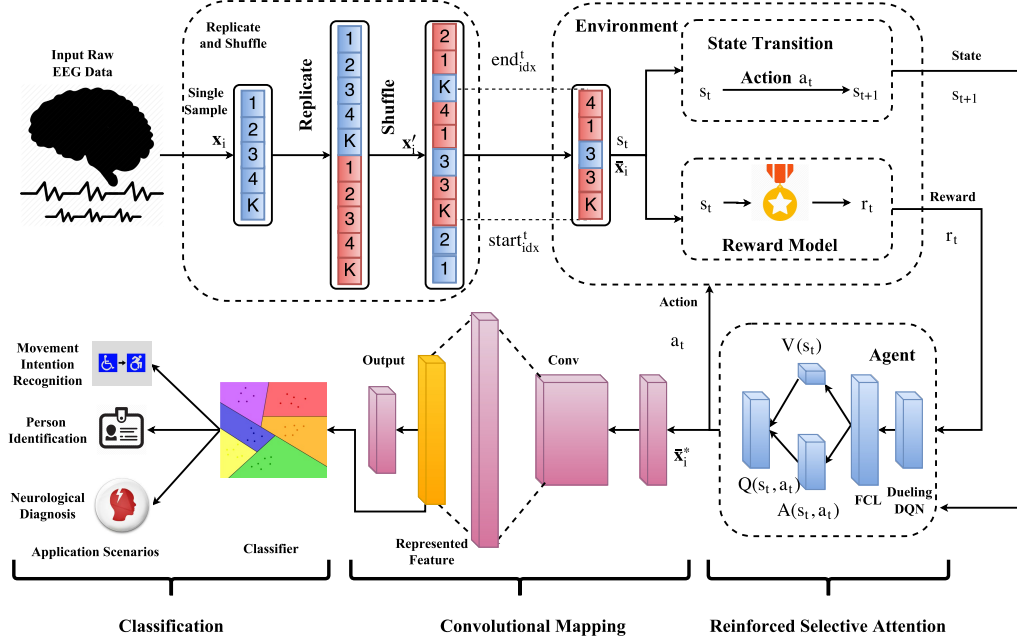 Input Raw
EEG Data
Replicate
and Shuffle
Single
Sample
x_i
1
2
3
4
K
Replicate
1
2
3
4
K
1
2
3
4
K
Shuffle
x'_i
2
1
K
4
1
3
3
K
2
1
end^t_idx
start^t_idx
Environment
4
1
3
3
K
s_t
x̄_i
State Transition
Action a_t
s_t
s_{t+1}
s_t
r_t
Reward Model
State
s_{t+1}
Reward
r_t
Action
a_t
Agent
V(s_t)
Q(s_t, a_t)
A(s_t, a_t)
FCL
Dueling
DQN
x̄*_i
Conv
Output
Represented
Feature
Movement
Intention
Recognition
Person
Identification
Neurological
Diagnosis
Application Scenarios
Classifier
Classification
Convolutional Mapping
Reinforced Selective Attention